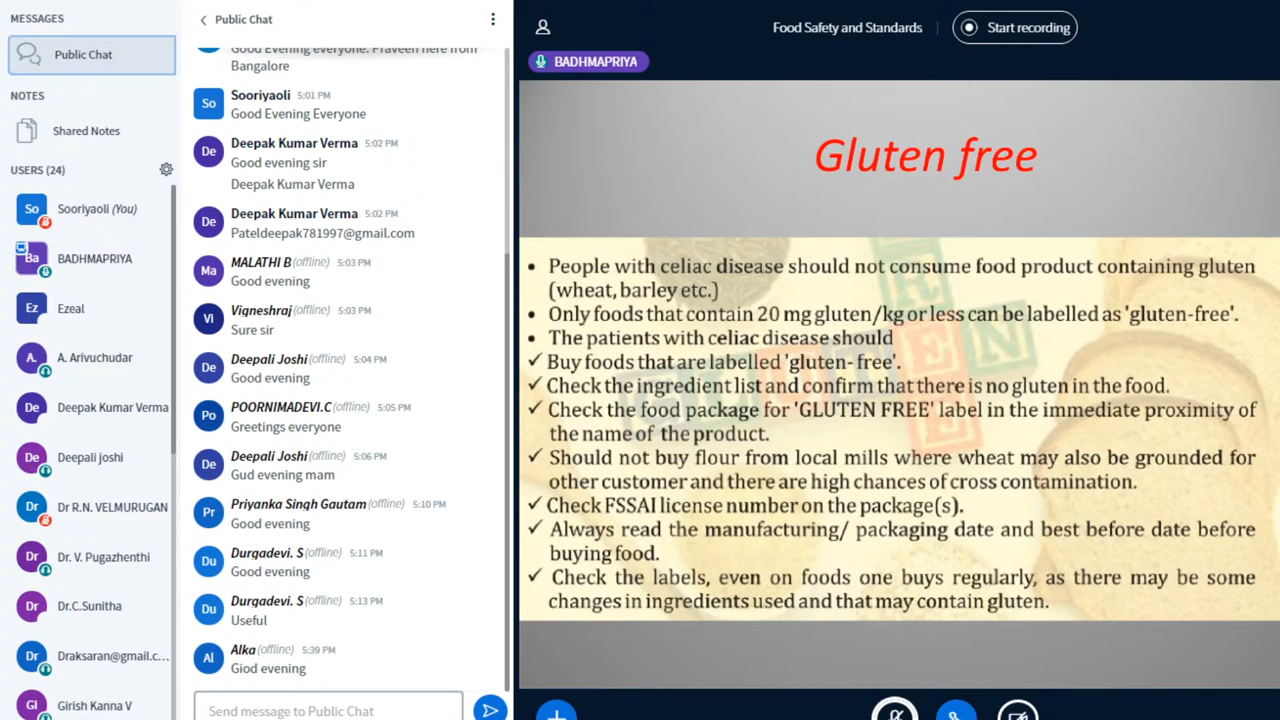 MESSAGES
Public Chat
NOTES
Shared Notes
USERS (24)
So
Sooriyaoli (You)
Ba
BADHMAPRIYA
Ez
Ezeal
A.
A. Arivuchudar
De
Deepak Kumar Verma
De
Deepali joshi
Dr
Dr R.N. VELMURUGAN
Dr
Dr. V. Pugazhenthi
Dr
Dr.C.Sunitha
Dr
Draksaran@gmail.c...
Gi
Girish Kanna V
Public Chat
Good Evening everyone. Praveen here from
Bangalore
So
Sooriyaoli 5:01 PM
Good Evening Everyone
De
Deepak Kumar Verma 5:02 PM
Good evening sir
Deepak Kumar Verma
De
Deepak Kumar Verma 5:02 PM
Pateldeepak781997@gmail.com
Ma
MALATHI B (offline) 5:03 PM
Good evening
Vi
Vigneshraj (offline) 5:03 PM
Sure sir
De
Deepali Joshi (offline) 5:04 PM
Good evening
Po
POORNIMADEVI.C (offline) 5:05 PM
Greetings everyone
De
Deepali Joshi (offline) 5:06 PM
Gud evening mam
Pr
Priyanka Singh Gautam (offline) 5:10 PM
Good evening
Du
Durgadevi. S (offline) 5:11 PM
Good evening
Du
Durgadevi. S (offline) 5:13 PM
Useful
Al
Alka (offline) 5:39 PM
Giod evening
Send message to Public Chat
Food Safety and Standards
Start recording
BADHMAPRIYA
Gluten free
• People with celiac disease should not consume food product containing gluten
(wheat, barley etc.)
• Only foods that contain 20 mg gluten/kg or less can be labelled as 'gluten-free'.
• The patients with celiac disease should
✓ Buy foods that are labelled 'gluten- free'.
✓ Check the ingredient list and confirm that there is no gluten in the food.
✓ Check the food package for 'GLUTEN FREE' label in the immediate proximity of
the name of the product.
✓ Should not buy flour from local mills where wheat may also be grounded for
other customer and there are high chances of cross contamination.
✓ Check FSSAI license number on the package(s).
✓ Always read the manufacturing/ packaging date and best before date before
buying food.
✓ Check the labels, even on foods one buys regularly, as there may be some
changes in ingredients used and that may contain gluten.